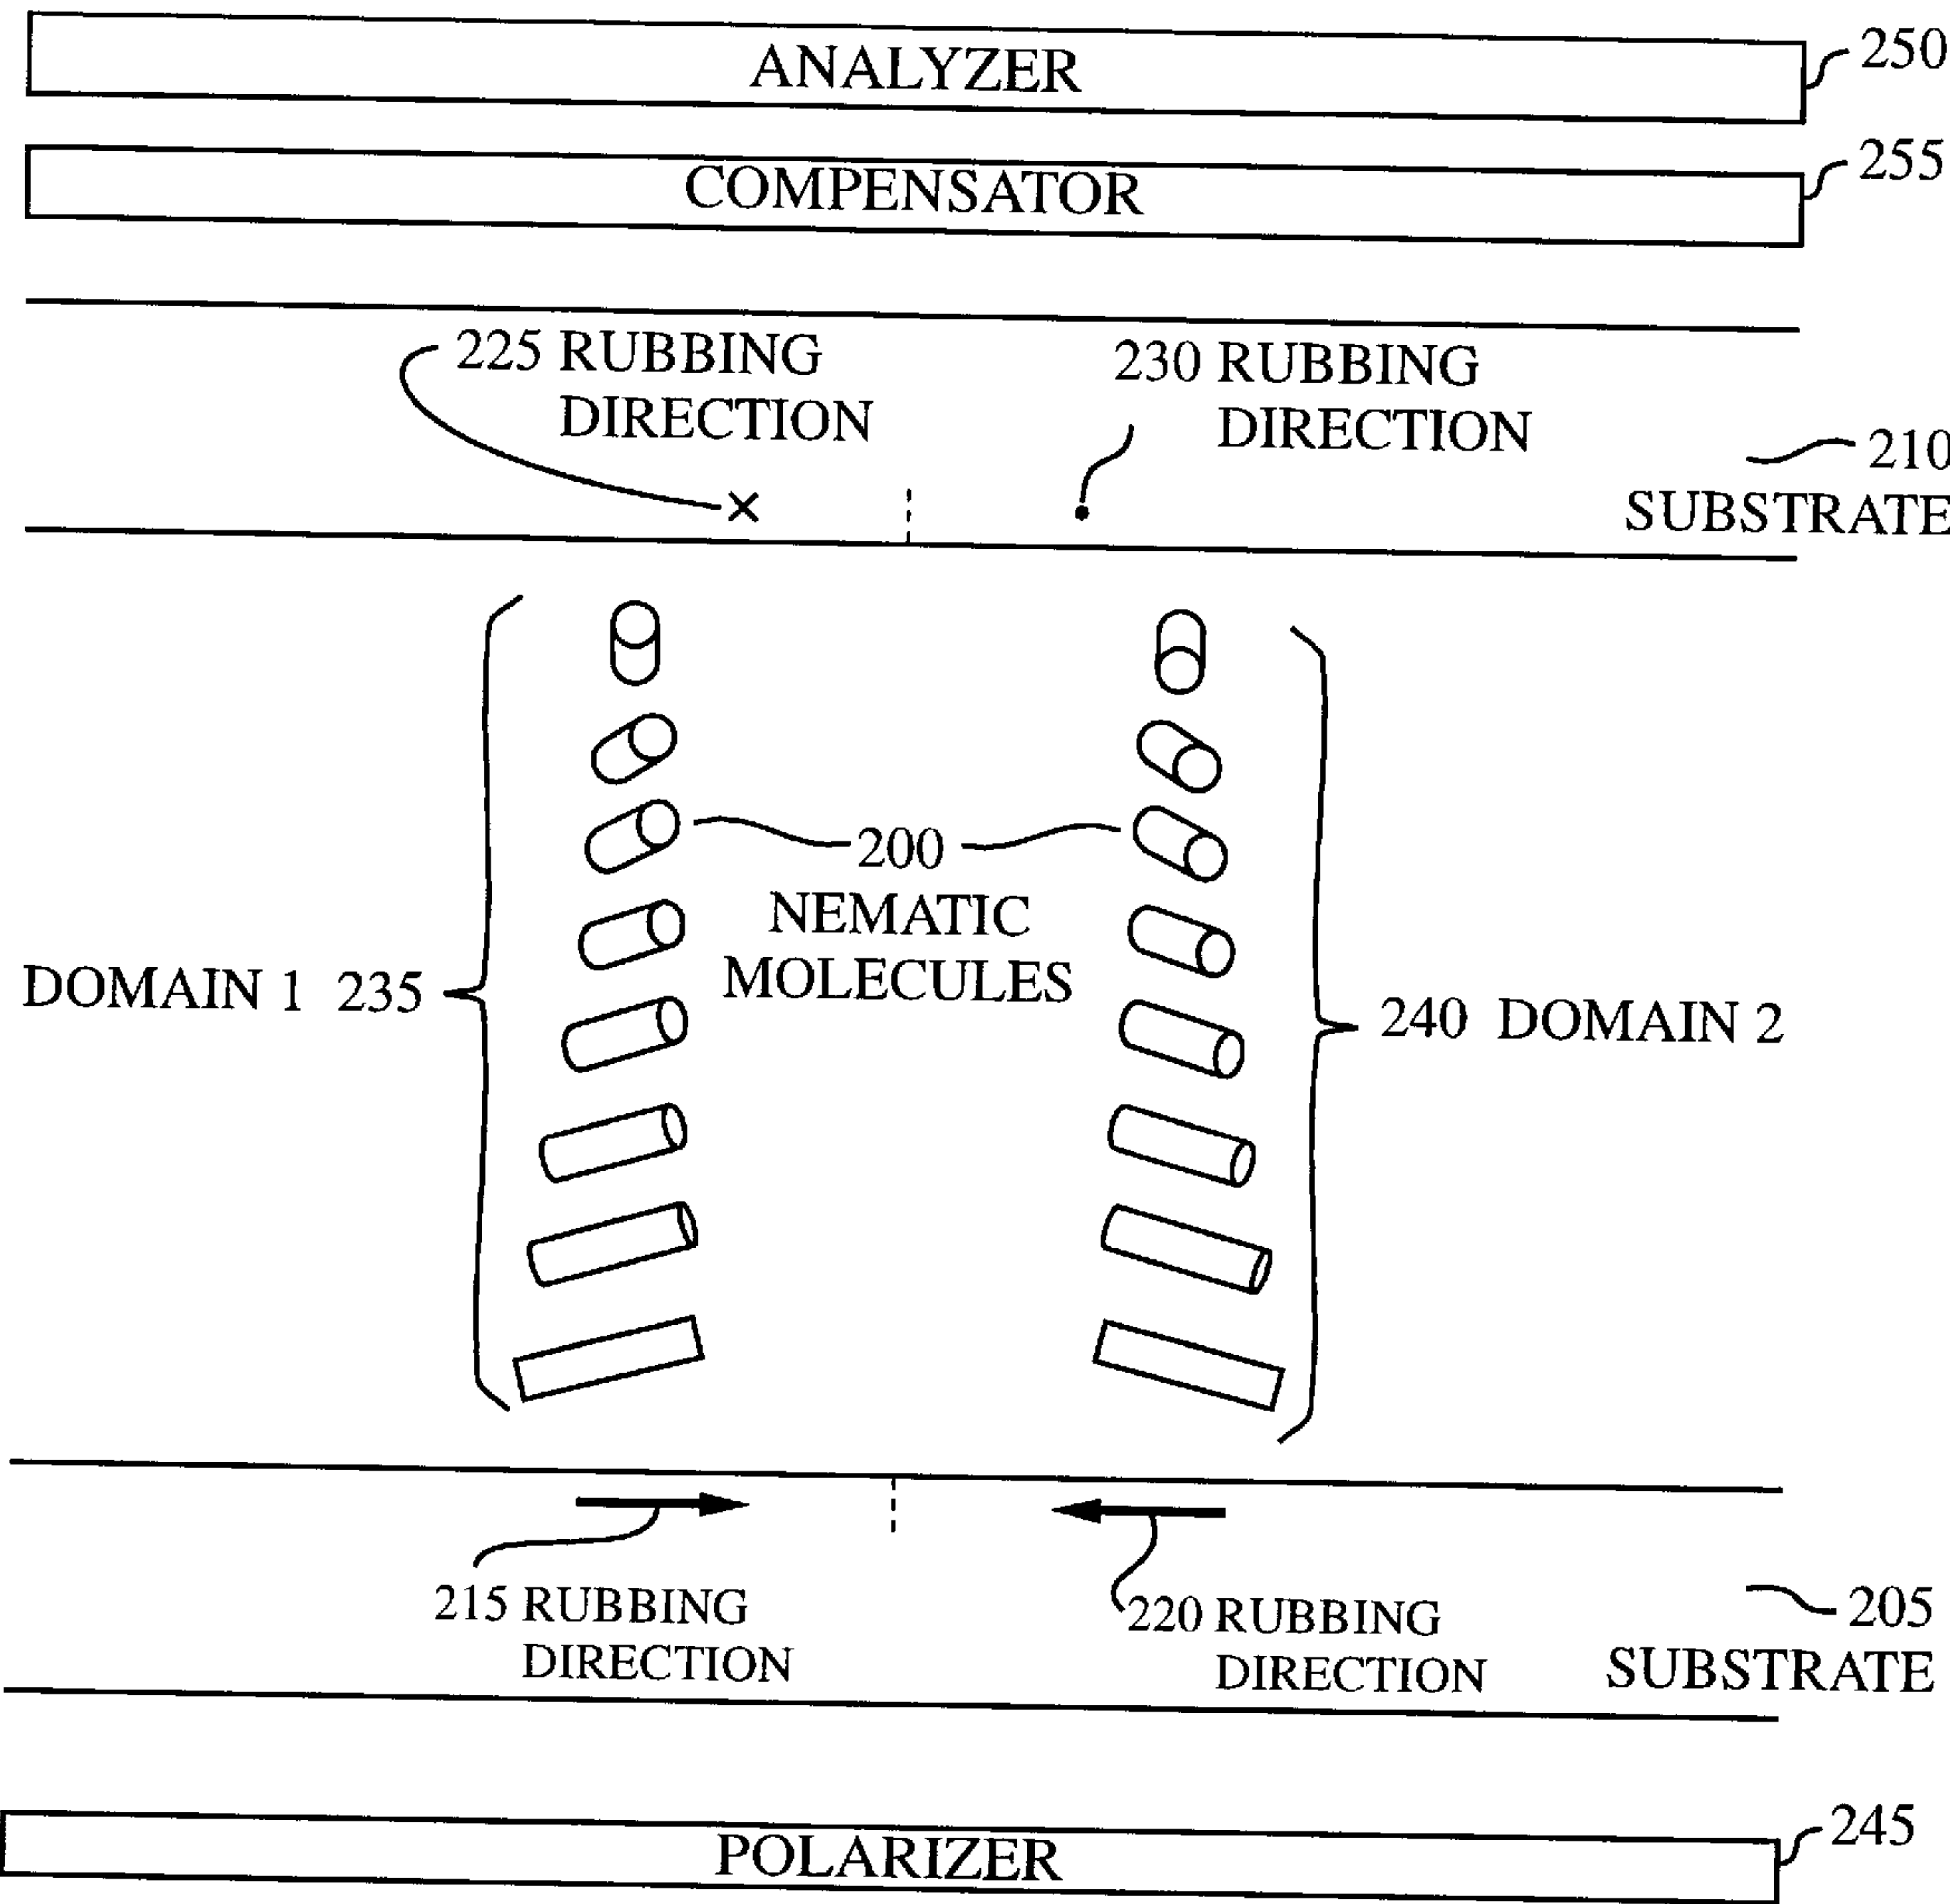 ANALYZER
250
COMPENSATOR
255
225 RUBBING
DIRECTION
230 RUBBING
DIRECTION
210
SUBSTRATE
200
NEMATIC
MOLECULES
DOMAIN 1 235
240 DOMAIN 2
215 RUBBING
DIRECTION
220 RUBBING
DIRECTION
205
SUBSTRATE
POLARIZER
245